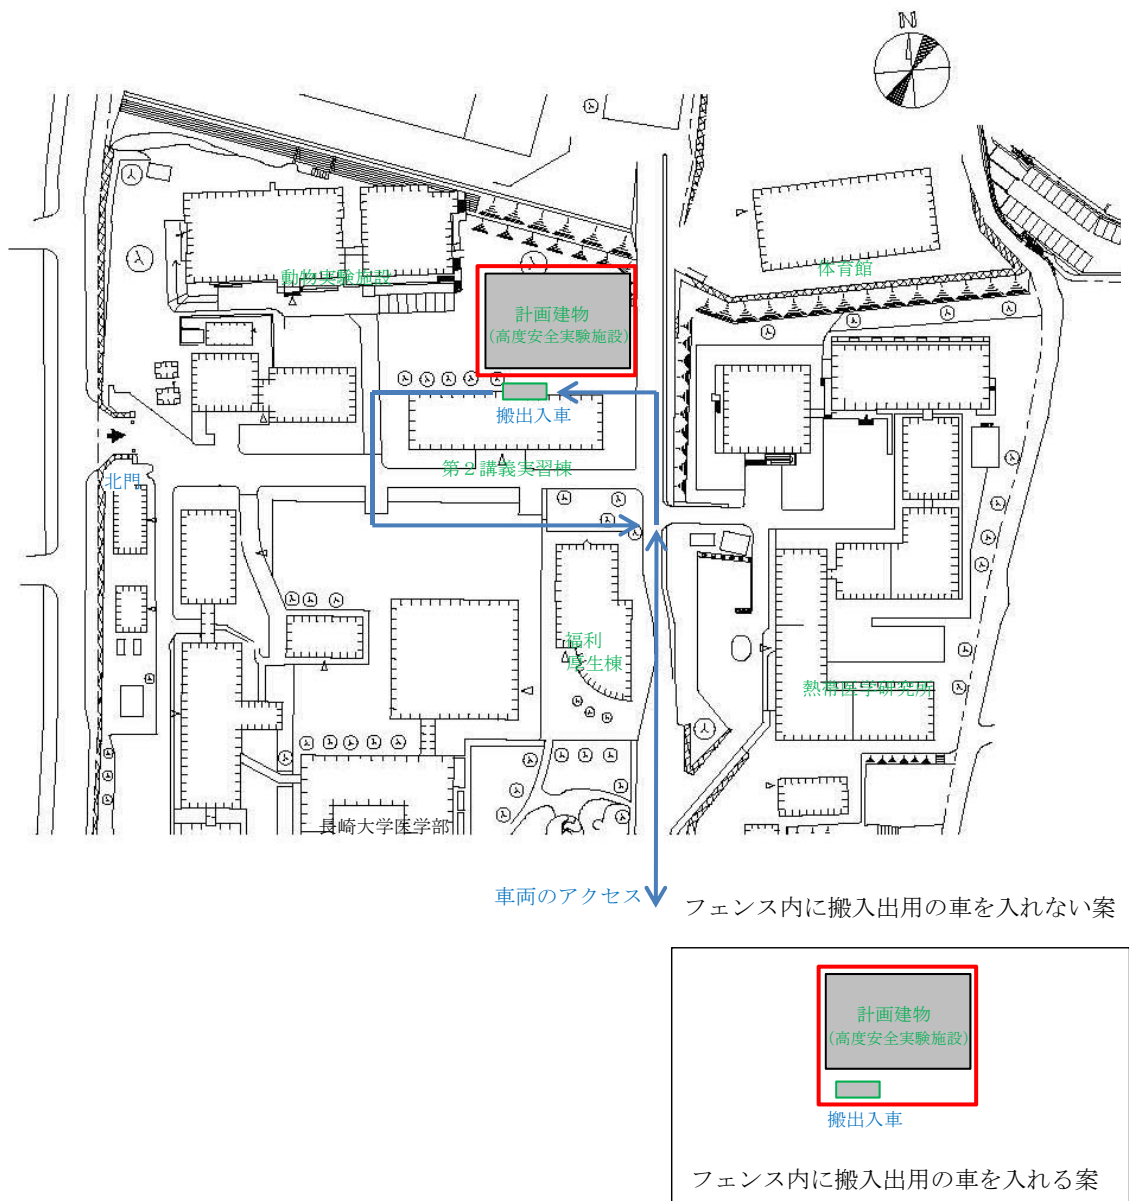 N
動物実験施設
体育館
計画建物
(高度安全実験施設)
搬出入車
第2講義実習棟
北門
福利
厚生棟
熱帯医学研究所
長崎大学医学部
車両のアクセス
フェンス内に搬入出用の車を入れない案
計画建物
(高度安全実験施設)
搬出入車
フェンス内に搬入出用の車を入れる案